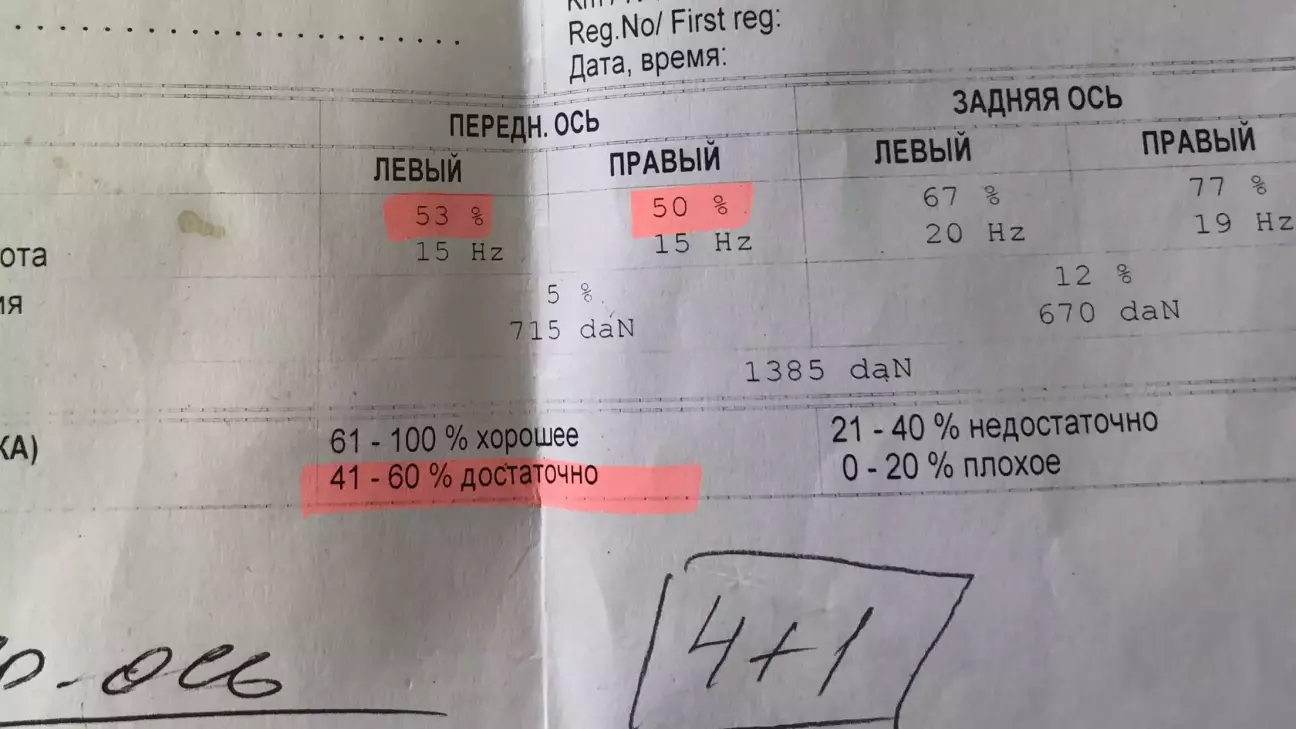 Reg.No/ First reg:
Дата, время:
ПЕРЕДН. ОСЬ ЗАДНЯЯ ОСЬ
ЛЕВЫЙ ПРАВЫЙ ЛЕВЫЙ ПРАВЫЙ
53 % 50 % 67 % 77 %
15 Hz 15 Hz 20 Hz 19 Hz
5 % 12 %
715 daN 670 daN
1385 daN
61 - 100 % хорошее 21 - 40 % недостаточно
41 - 60 % достаточно 0 - 20 % плохое
4+1
ось